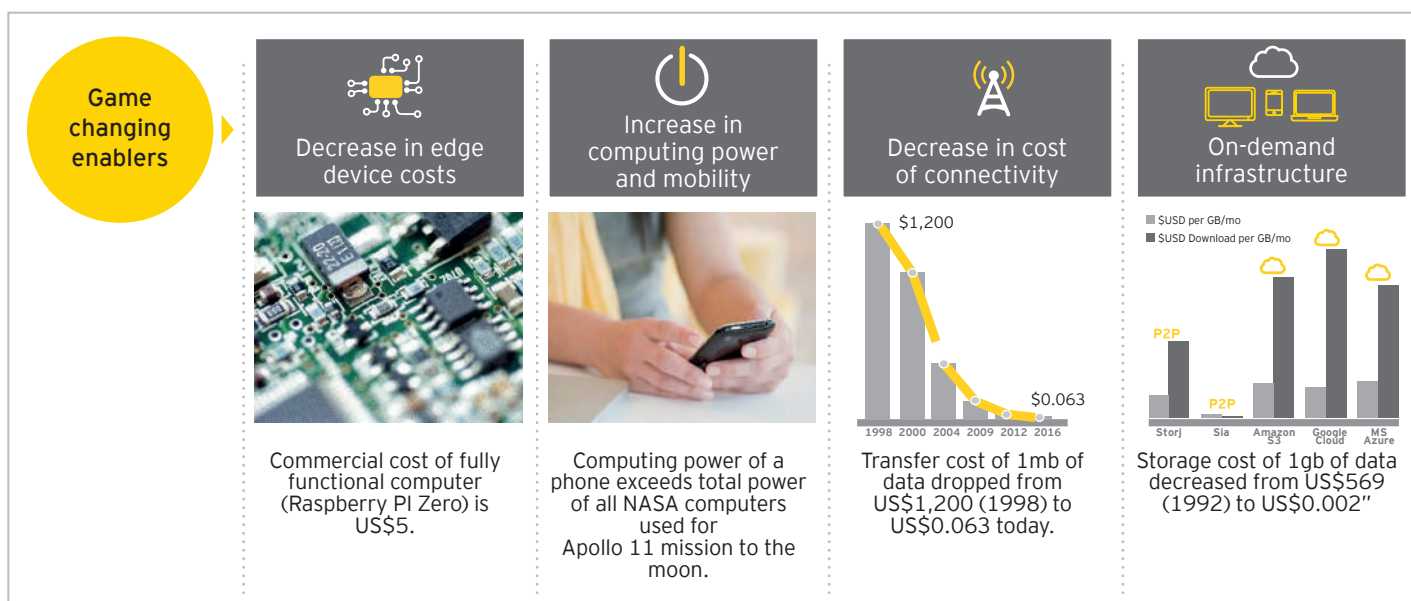 Game
changing
enablers
Decrease in edge
device costs
Increase in
computing power
and mobility
Decrease in cost
of connectivity
On-demand
infrastructure
22-20
$1,200
$0.063
1998 2000 2004 2009 2012 2016
$USD per GB/mo
$USD Download per GB/mo
P2P
P2P
Storj Sia Amazon S3 Google Cloud MS Azure
Commercial cost of fully
functional computer
(Raspberry PI Zero) is
US$5.
Computing power of a
phone exceeds total power
of all NASA computers
used for
Apollo 11 mission to the
moon.
Transfer cost of 1mb of
data dropped from
US$1,200 (1998) to
US$0.063 today.
Storage cost of 1gb of data
decreased from US$569
(1992) to US$0.002”